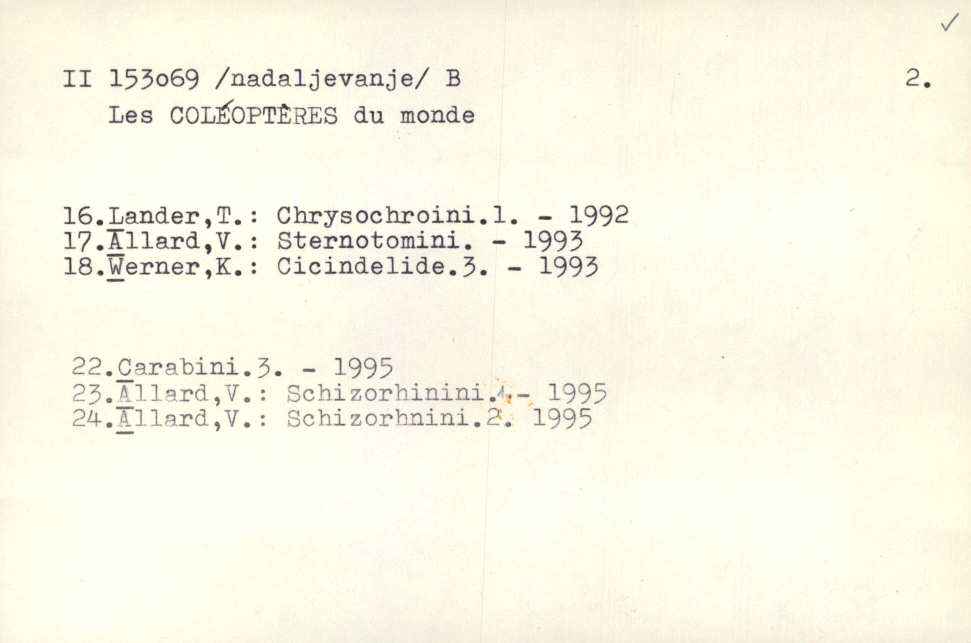 II 153o69 /nadaljevanje/ B 2.
Les COLÉOPTÈRES du monde
16.Lander,T.: Chrysochroini.1. - 1992
17.Allard,V.: Sternotomini. - 1993
18.Werner,K.: Cicindelide.3. - 1993
22.Carabini.3. - 1995
23.Allard,V.: Schizorhinini.1.- 1995
24.Allard,V.: Schizorhnini.2. 1995